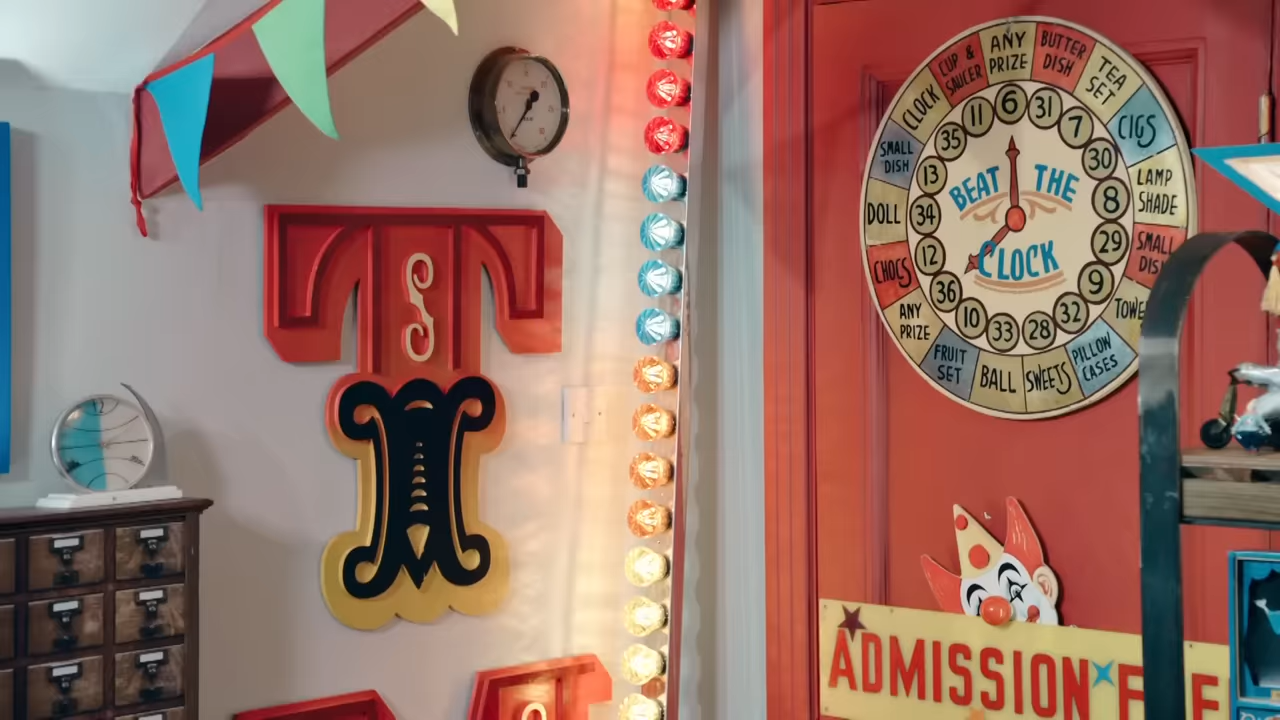 T
S
I
ANY
PRIZE
BUTTER
DISH
TEA
SET
CIGS
LAMP
SHADE
SMALL
PILLOW
CASES
SWEETS
BALL
FRUIT
SET
ANY
PRIZE
CHOCS
DOLL
SMALL
DISH
CLOCK
CUP &
SAUCER
6
31
7
30
8
29
9
32
28
33
10
36
12
34
13
35
11
BEAT THE
CLOCK
ADMISSION